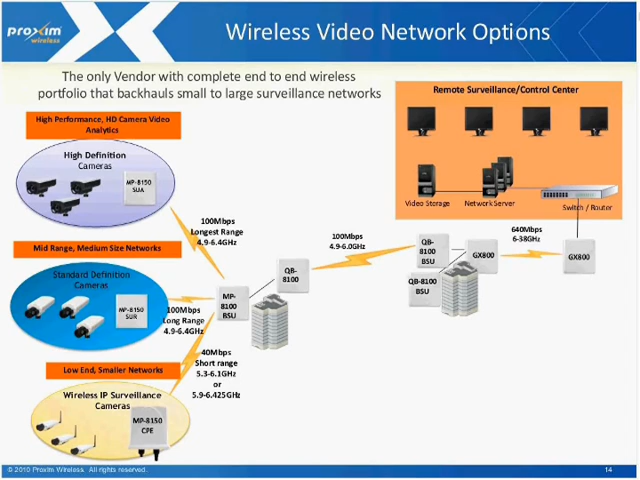 proxim
wireless
Wireless Video Network Options
The only Vendor with complete end to end wireless
portfolio that backhauls small to large surveillance networks
Remote Surveillance/Control Center
Video Storage
Network Server
Switch / Router
High Performance, HD Camera Video
Analytics
High Definition
Cameras
MP-8150
SUA
100Mbps
Longest Range
4.9-6.4GHz
Mid Range, Medium Size Networks
Standard Definition
Cameras
MP-8150
SUR
100Mbps
Long Range
4.9-6.4GHz
MP-
8100
BSU
QB-
8100
100Mbps
4.9-6.0GHz
QB-
8100
BSU
QB-8100
BSU
GX800
640Mbps
6-38GHz
GX800
40Mbps
Short range
5.3-6.1GHz
or
5.9-6.425GHz
Low End, Smaller Networks
Wireless IP Surveillance
Cameras
MP-8150
CPE
© 2010 Proxim Wireless. All rights reserved.
14